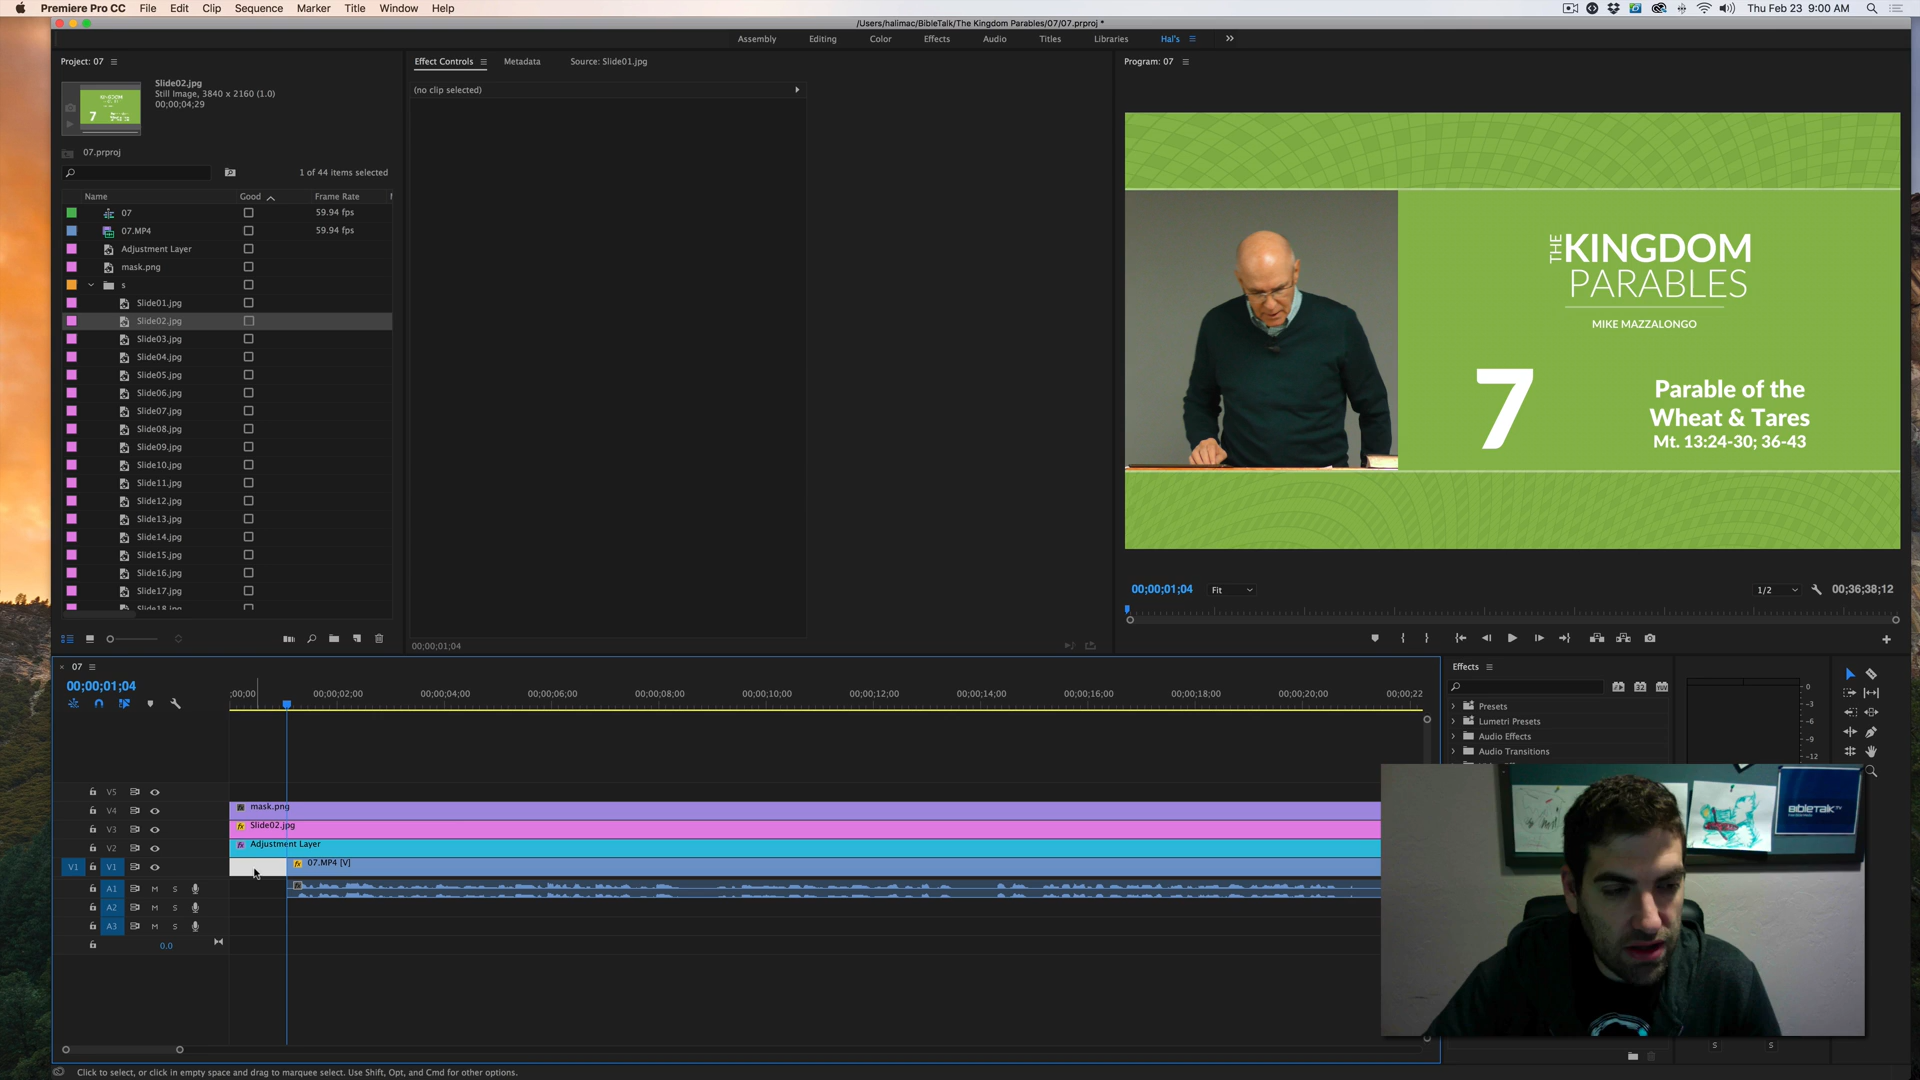 Premiere Pro CC File Edit Clip Sequence Marker Title Window Help
Thu Feb 23 9:00 AM
/Users/halimac/BibleTalk/The Kingdom Parables/07/07.prproj *
Assembly Editing Color Effects Audio Titles Libraries Hal's
Project: 07
Slide02.jpg
Still Image, 3840 x 2160 (1.0)
00;00;04;29
07.prproj
1 of 44 items selected
Name Good Frame Rate
07 59.94 fps
07.MP4 59.94 fps
Adjustment Layer
mask.png
s
Slide01.jpg
Slide02.jpg
Slide03.jpg
Slide04.jpg
Slide05.jpg
Slide06.jpg
Slide07.jpg
Slide08.jpg
Slide09.jpg
Slide10.jpg
Slide11.jpg
Slide12.jpg
Slide13.jpg
Slide14.jpg
Slide15.jpg
Slide16.jpg
Slide17.jpg
Slide18.jpg
Effect Controls Metadata Source: Slide01.jpg
(no clip selected)
00;00;01;04
Program: 07
THE KINGDOM
PARABLES
MIKE MAZZALONGO
7
Parable of the
Wheat & Tares
Mt. 13:24-30; 36-43
00;00;01;04 Fit 1/2 00;36;38;12
07
00;00;01;04
;00;00 00;00;02;00 00;00;04;00 00;00;06;00 00;00;08;00 00;00;10;00 00;00;12;00 00;00;14;00 00;00;16;00 00;00;18;00 00;00;20;00 00;00;22
V5
V4 mask.png
V3 Slide02.jpg
V2 Adjustment Layer
V1 V1 07.MP4 [V]
A1 M S
A2 M S
A3 M S
0.0
Effects
Presets
Lumetri Presets
Audio Effects
Audio Transitions
0
-3
-6
-9
-12
BibleTalk TV
S S
Click to select, or click in empty space and drag to marquee select. Use Shift, Opt, and Cmd for other options.